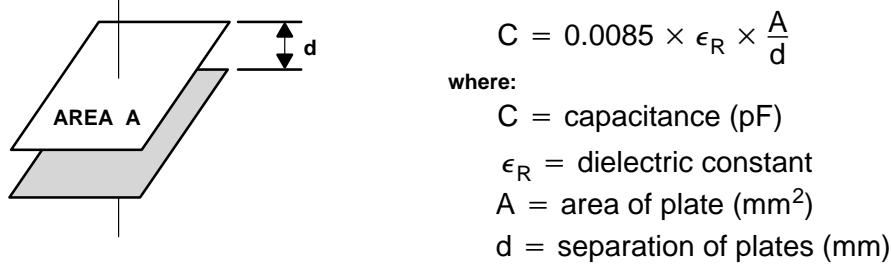 d
AREA A
C = 0.0085 × ϵR × A/d
where:
C = capacitance (pF)
ϵR = dielectric constant
A = area of plate (mm²)
d = separation of plates (mm)